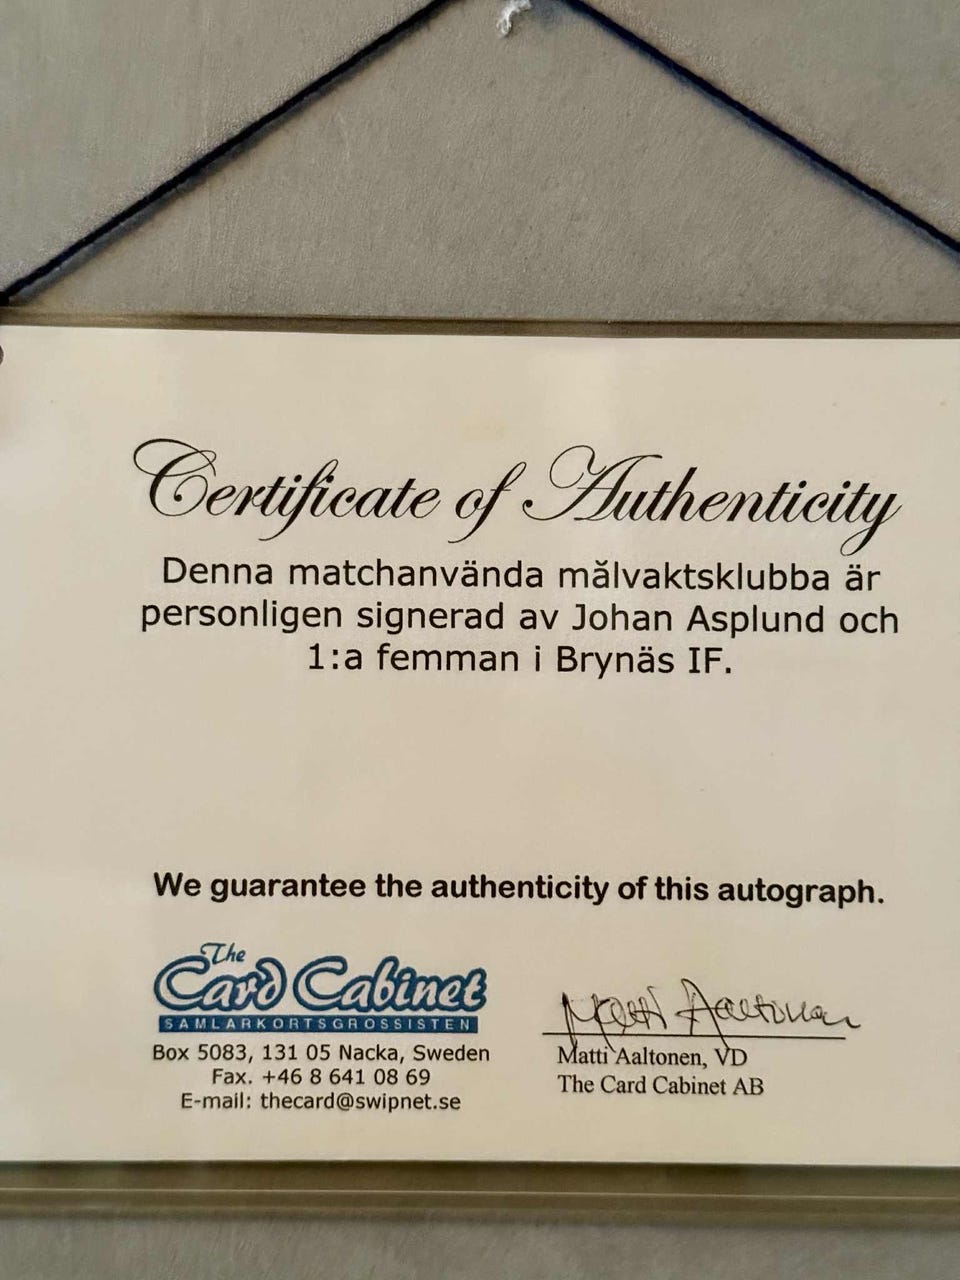 Certificate of Authenticity
Denna matchanvända målvaktsklubba är
personligen signerad av Johan Asplund och
1:a femman i Brynäs IF.
We guarantee the authenticity of this autograph.
The
Card Cabinet
SAMLARKORTSGROSSISTEN
Box 5083, 131 05 Nacka, Sweden
Fax. +46 8 641 08 69
E-mail: thecard@swipnet.se
Matti Aaltonen
Matti Aaltonen, VD
The Card Cabinet AB